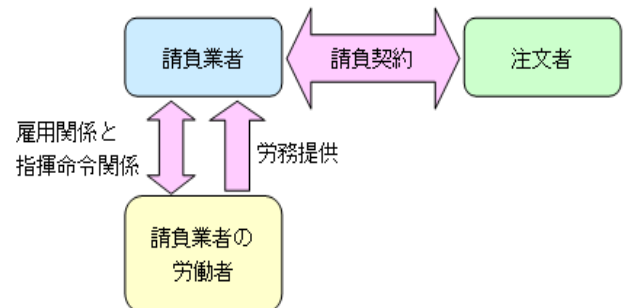 請負業者
請負契約
注文者
雇用関係と
指揮命令関係
労務提供
請負業者の
労働者